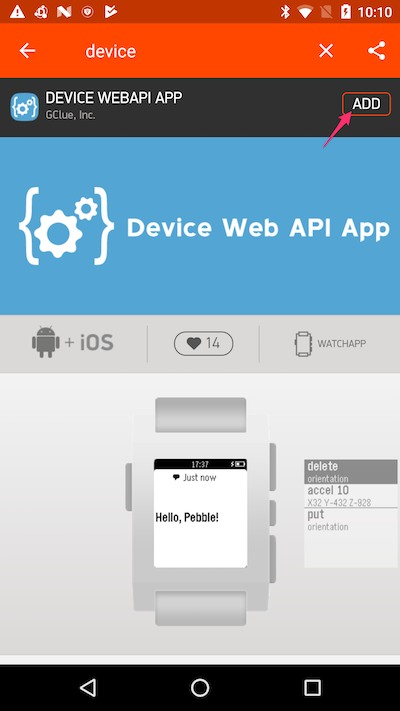 10:10
device
DEVICE WEBAPI APP
GClue, Inc.
ADD
Device Web API App
+ iOS
14
WATCHAPP
17:37
Just now
Hello, Pebble!
delete
orientation
accel 10
X32 Y-432 Z-928
put
orientation